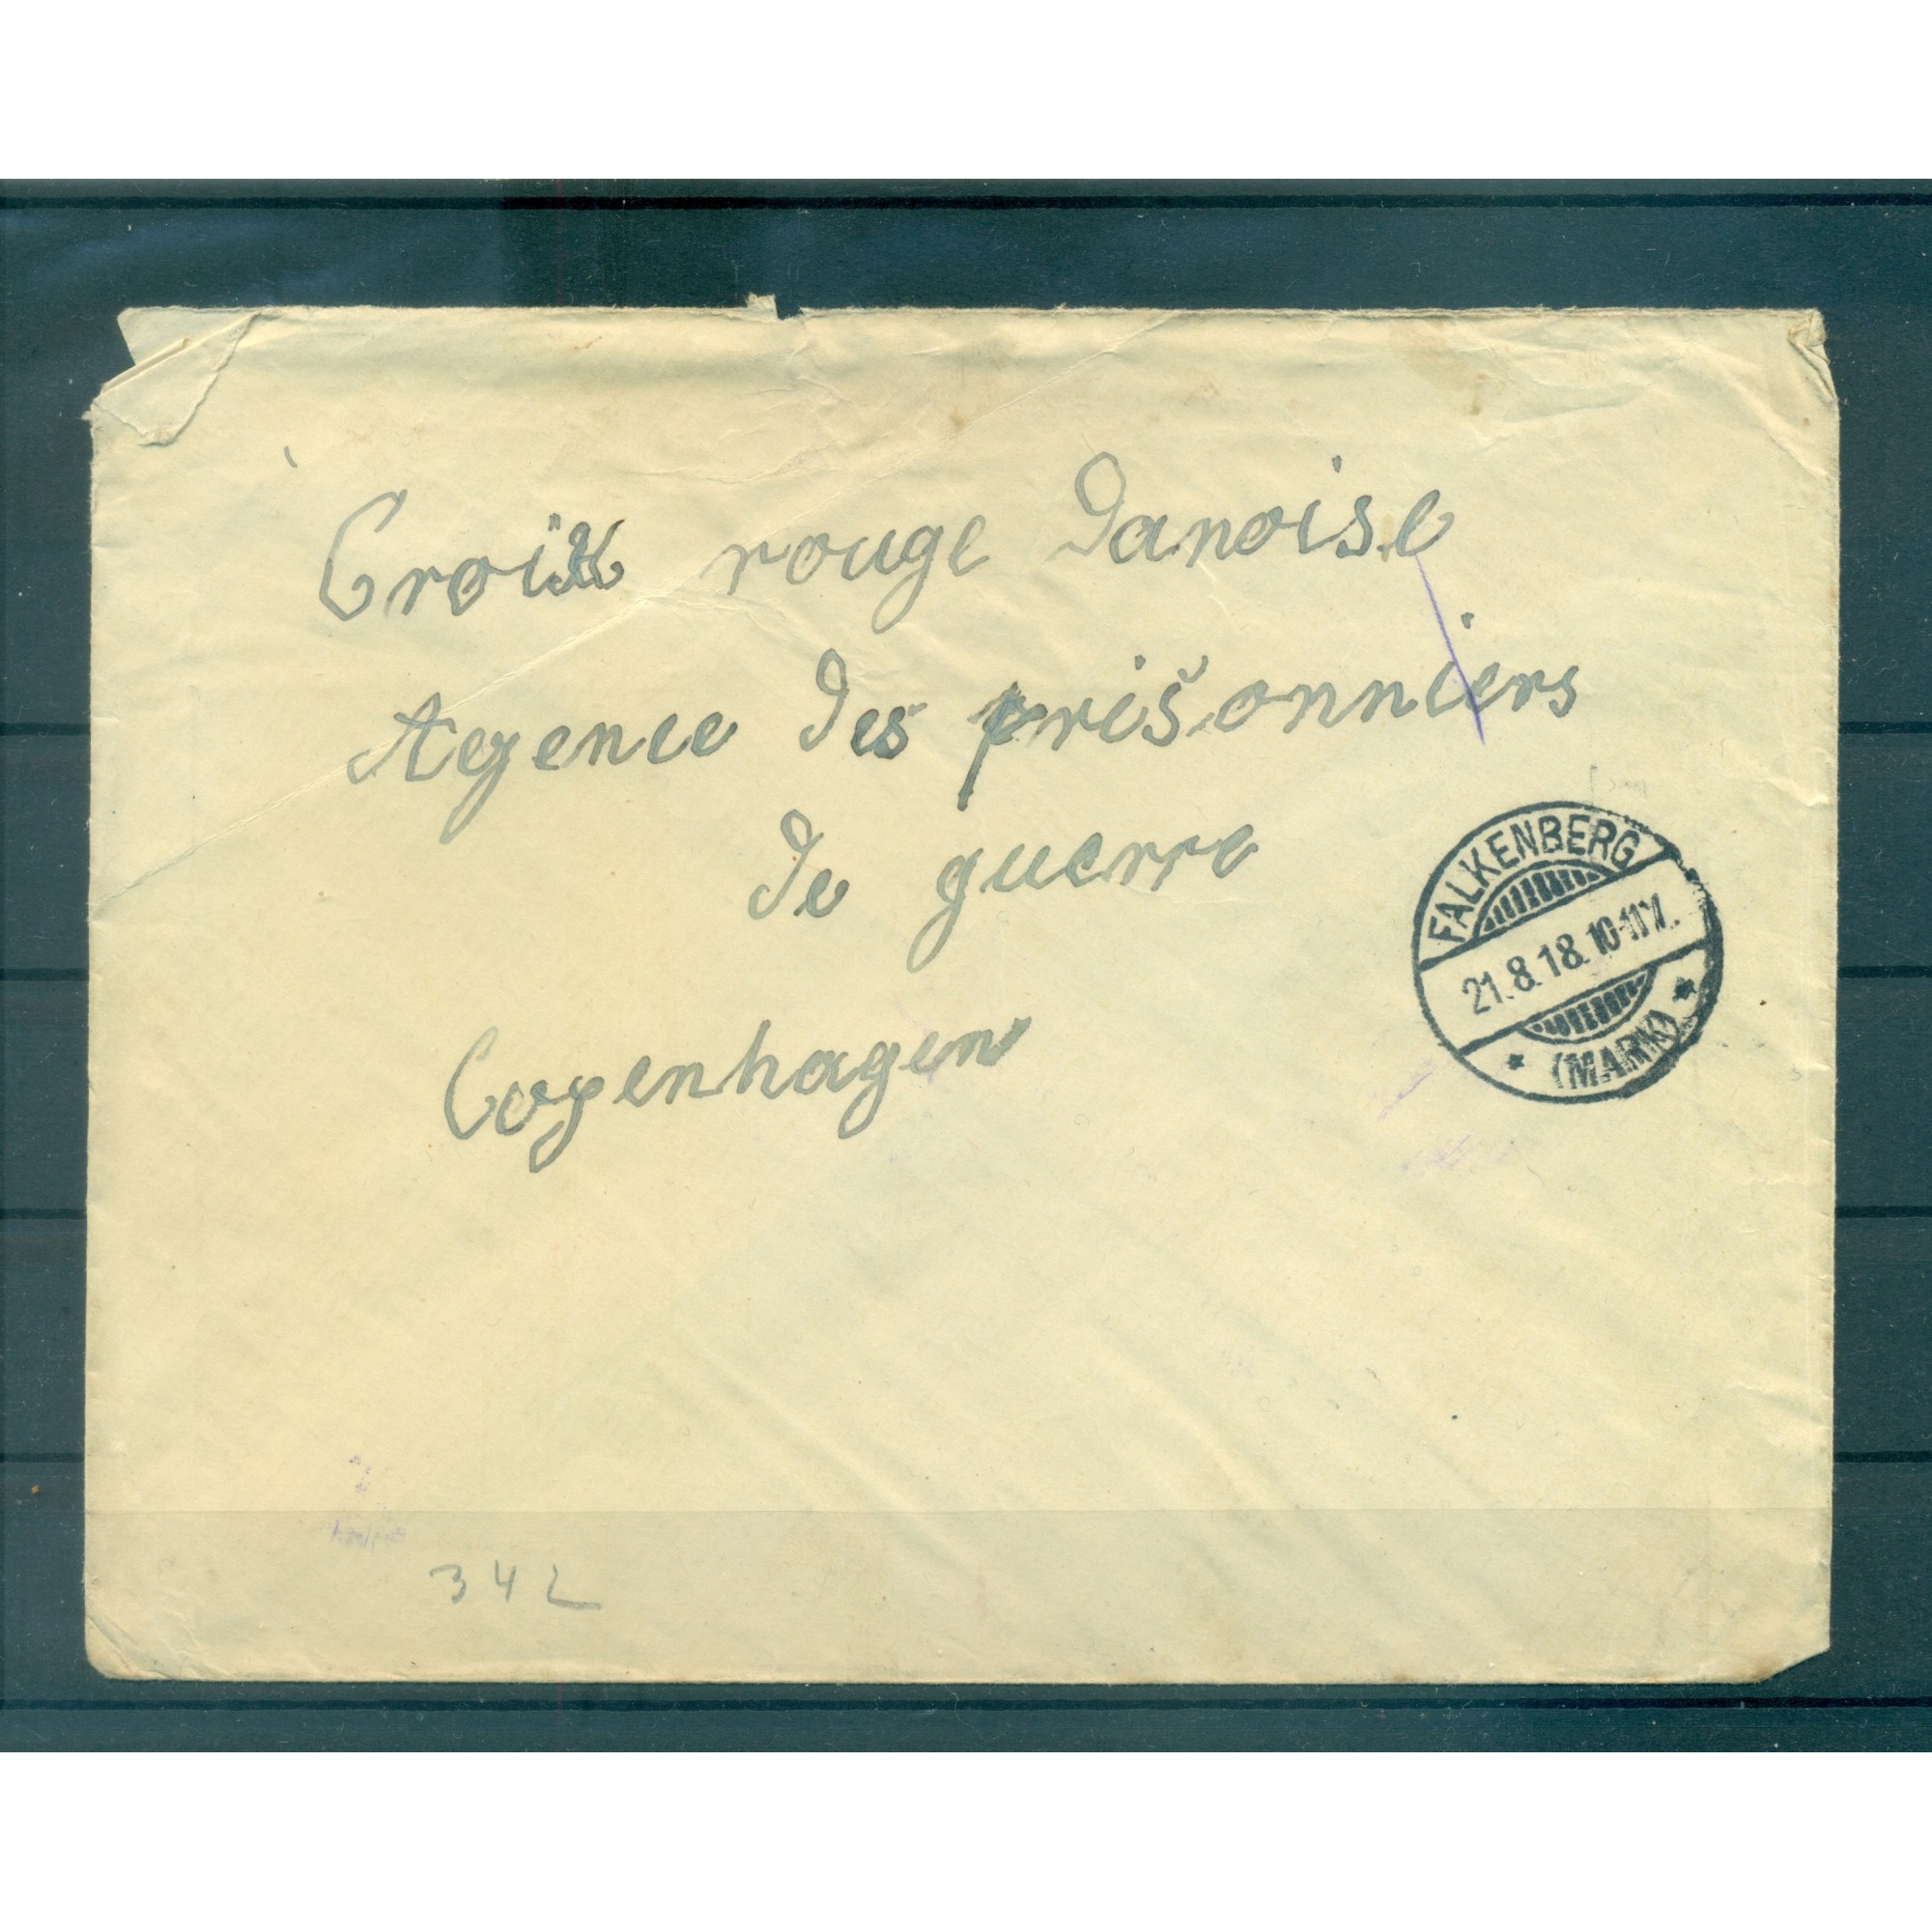 Croix rouge Danoise
Agence des prisonniers
de guerre
Copenhagen
FALKENBERG
21.8.18. 10-11V.
* (MARK) *
342